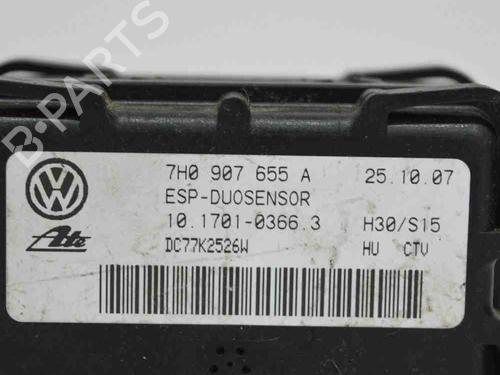 B-PARTS
7H0 907 655 A 25.10.07
ESP-DUOSENSOR
10.1701-0366.3 H30/S15
Ate DC77K2526W HU CTV